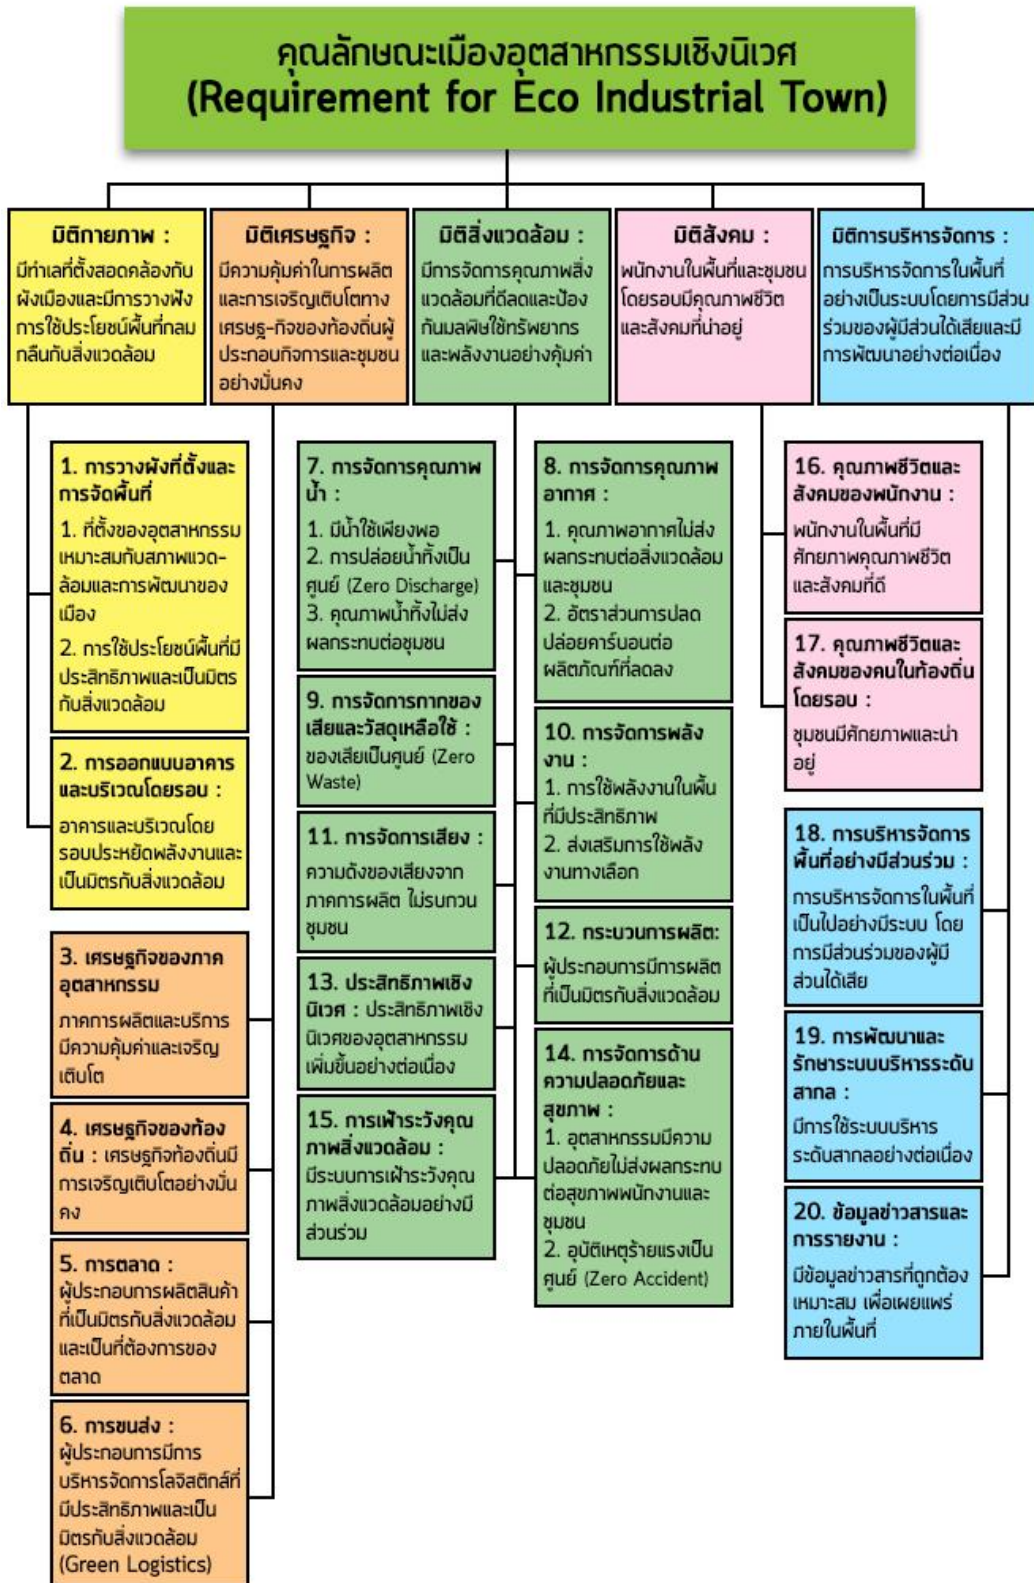 คุณลักษณะเมืองอุตสาหกรรมเชิงนิเวศ
(Requirement for Eco Industrial Town)
มิติกายภาพ :
มีทำเลที่ตั้งสอดคล้องกับ
ผังเมืองและมีการวางฟัง
การใช้ประโยชน์พื้นที่กลม
กลืนกับสิ่งแวดล้อม
มิติเศรษฐกิจ :
มีความคุ้มค่าในการผลิต
และการเจริญเติบโตทาง
เศรษฐ-กิจของท้องถิ่นผู้
ประกอบกิจการและชุมชน
อย่างมั่นคง
มิติสิ่งแวดล้อม :
มีการจัดการคุณภาพสิ่ง
แวดล้อมที่ดีลดและป้อง
กันมลพิษใช้ทรัพยากร
และพลังงานอย่างคุ้มค่า
มิติสังคม :
พนักงานในพื้นที่และชุมชน
โดยรอบมีคุณภาพชีวิต
และสังคมที่น่าอยู่
มิติการบริหารจัดการ :
การบริหารจัดการในพื้นที่
อย่างเป็นระบบโดยการมีส่วน
ร่วมของผู้มีส่วนได้เสียและมี
การพัฒนาอย่างต่อเนื่อง
1. การวางผังที่ตั้งและ
การจัดพื้นที่
1. ที่ตั้งของอุตสาหกรรม
เหมาะสมกับสภาพแวด-
ล้อมและการพัฒนาของ
เมือง
2. การใช้ประโยชน์พื้นที่มี
ประสิทธิภาพและเป็นมิตร
กับสิ่งแวดล้อม
2. การออกแบบอาคาร
และบริเวณโดยรอบ :
อาคารและบริเวณโดย
รอบประหยัดพลังงานและ
เป็นมิตรกับสิ่งแวดล้อม
3. เศรษฐกิจของภาค
อุตสาหกรรม
ภาคการผลิตและบริการ
มีความคุ้มค่าและเจริญ
เติบโต
4. เศรษฐกิจของท้อง
ถิ่น : เศรษฐกิจท้องถิ่นมี
การเจริญเติบโตอย่างมั่น
คง
5. การตลาด :
ผู้ประกอบการผลิตสินค้า
ที่เป็นมิตรกับสิ่งแวดล้อม
และเป็นที่ต้องการของ
ตลาด
6. การขนส่ง :
ผู้ประกอบการมีการ
บริหารจัดการโลจิสติกส์ที่
มีประสิทธิภาพและเป็น
มิตรกับสิ่งแวดล้อม
(Green Logistics)
7. การจัดการคุณภาพ
น้ำ :
1. มีน้ำใช้เพียงพอ
2. การปล่อยน้ำทิ้งเป็น
ศูนย์ (Zero Discharge)
3. คุณภาพน้ำทิ้งไม่ส่ง
ผลกระทบต่อชุมชน
8. การจัดการคุณภาพ
อากาศ :
1. คุณภาพอากาศไม่ส่ง
ผลกระทบต่อสิ่งแวดล้อม
และชุมชน
2. อัตราส่วนการปลด
ปล่อยคาร์บอนต่อ
ผลิตภัณฑ์ที่ลดลง
9. การจัดการกากของ
เสียและวัสดุเหลือใช้ :
ของเสียเป็นศูนย์ (Zero
Waste)
10. การจัดการพลัง
งาน :
1. การใช้พลังงานในพื้น
ที่มีประสิทธิภาพ
2. ส่งเสริมการใช้พลัง
งานทางเลือก
11. การจัดการเสียง :
ความดังของเสียงจาก
ภาคการผลิต ไม่รบกวน
ชุมชน
12. กระบวนการผลิต:
ผู้ประกอบการมีการผลิต
ที่เป็นมิตรกับสิ่งแวดล้อม
13. ประสิทธิภาพเชิง
นิเวศ : ประสิทธิภาพเชิง
นิเวศของอุตสาหกรรม
เพิ่มขึ้นอย่างต่อเนื่อง
14. การจัดการด้าน
ความปลอดภัยและ
สุขภาพ :
1. อุตสาหกรรมมีความ
ปลอดภัยไม่ส่งผลกระทบ
ต่อสุขภาพพนักงานและ
ชุมชน
2. อุบัติเหตุร้ายแรงเป็น
ศูนย์ (Zero Accident)
15. การเฝ้าระวังคุณ
ภาพสิ่งแวดล้อม :
มีระบบการเฝ้าระวังคุณ
ภาพสิ่งแวดล้อมอย่างมี
ส่วนร่วม
16. คุณภาพชีวิตและ
สังคมของพนักงาน :
พนักงานในพื้นที่มี
ศักยภาพคุณภาพชีวิต
และสังคมที่ดี
17. คุณภาพชีวิตและ
สังคมของคนในท้องถิ่น
โดยรอบ :
ชุมชนมีศักยภาพและน่า
อยู่
18. การบริหารจัดการ
พื้นที่อย่างมีส่วนร่วม :
การบริหารจัดการในพื้นที่
เป็นไปอย่างมีระบบ โดย
การมีส่วนร่วมของผู้มี
ส่วนได้เสีย
19. การพัฒนาและ
รักษาระบบบริหารระดับ
สากล :
มีการใช้ระบบบริหาร
ระดับสากลอย่างต่อเนื่อง
20. ข้อมูลข่าวสารและ
การรายงาน :
มีข้อมูลข่าวสารที่ถูกต้อง
เหมาะสม เพื่อเผยแพร่
ภายในพื้นที่